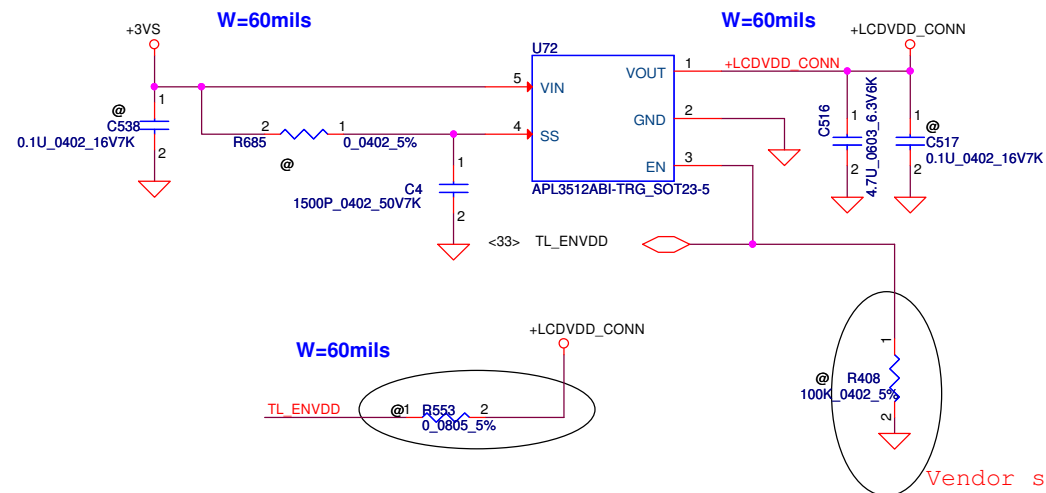 W=60mils
W=60mils
+3VS
+LCDVDD_CONN
U72
1
5
VIN
VOUT
1
+LCDVDD_CONN
@
C538
0.1U_0402_16V7K
2
2
R685
1
0_0402_5%
@
4
SS
GND
2
EN
3
APL3512ABI-TRG_SOT23-5
1
C4
1500P_0402_50V7K
2
1
C516
4.7U_0603_6.3V6K
2
1
@
C517
0.1U_0402_16V7K
2
<33> TL_ENVDD
W=60mils
+LCDVDD_CONN
TL_ENVDD
@
1
R553
2
0_0805_5%
1
@
R408
100K_0402_5%
2
Vendor s